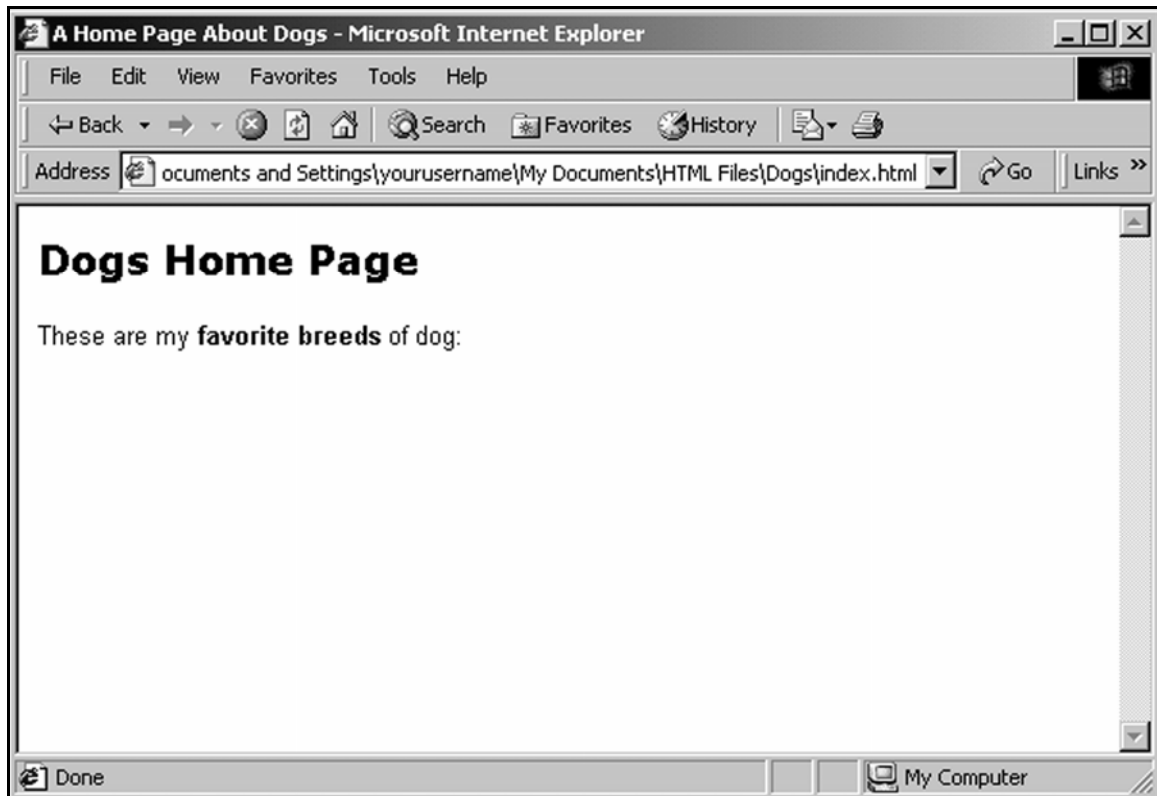 A Home Page About Dogs - Microsoft Internet Explorer
File Edit View Favorites Tools Help
Back Search Favorites History
Address ocuments and Settings\yourusername\My Documents\HTML Files\Dogs\index.html Go Links »
Dogs Home Page
These are my favorite breeds of dog:
Done My Computer